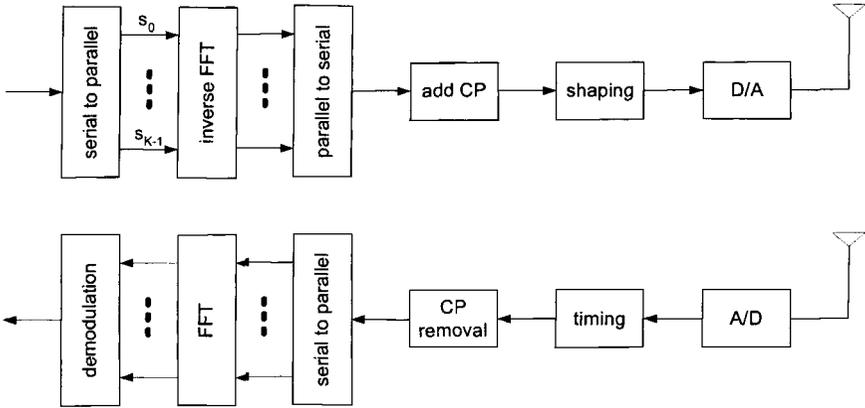 serial to parallel
s0
sK-1
inverse FFT
parallel to serial
add CP
shaping
D/A
demodulation
FFT
serial to parallel
CP
removal
timing
A/D